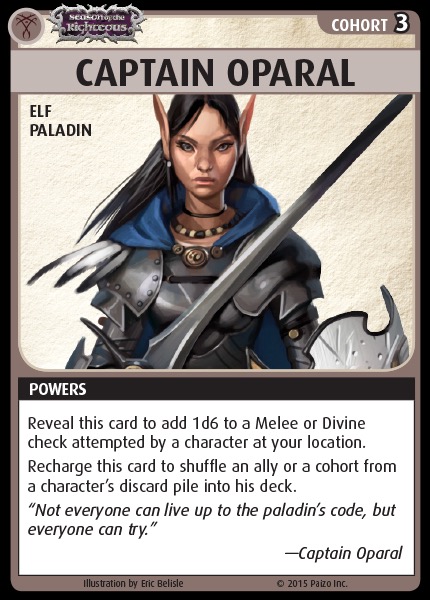 Season of the
Righteous
COHORT 3
CAPTAIN OPARAL
ELF
PALADIN
POWERS
Reveal this card to add 1d6 to a Melee or Divine
check attempted by a character at your location.
Recharge this card to shuffle an ally or a cohort from
a character’s discard pile into his deck.
“Not everyone can live up to the paladin’s code, but
everyone can try.”
—Captain Oparal
Illustration by Eric Belisle © 2015 Paizo Inc.